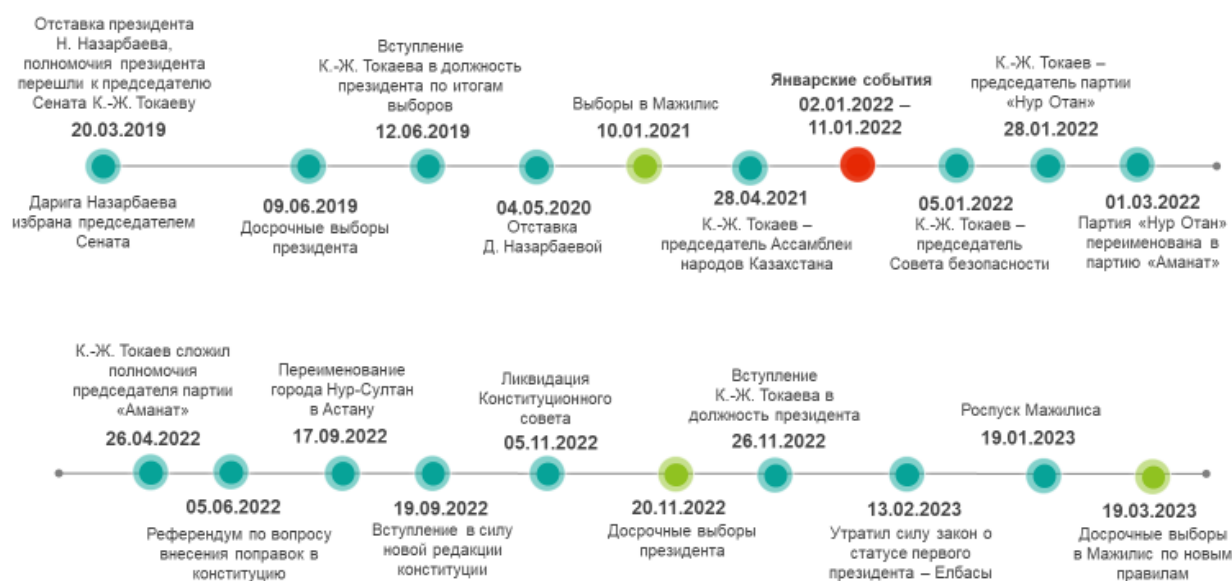 Отставка президента
Н. Назарбаева,
полномочия президента
перешли к председателю
Сената К.-Ж. Токаеву
20.03.2019
Дарига Назарбаева
избрана председателем
Сената
09.06.2019
Досрочные выборы
президента
Вступление
К.-Ж. Токаева в должность
президента по итогам
выборов
12.06.2019
04.05.2020
Отставка
Д. Назарбаевой
Выборы в Мажилис
10.01.2021
28.04.2021
К.-Ж. Токаев –
председатель Ассамблеи
народов Казахстана
Январские события
02.01.2022 –
11.01.2022
05.01.2022
К.-Ж. Токаев –
председатель
Совета безопасности
К.-Ж. Токаев –
председатель партии
«Нур Отан»
28.01.2022
01.03.2022
Партия «Нур Отан»
переименована в
партию «Аманат»
К.-Ж. Токаев сложил
полномочия
председателя партии
«Аманат»
26.04.2022
05.06.2022
Референдум по вопросу
внесения поправок в
конституцию
Переименование
города Нур-Султан
в Астану
17.09.2022
19.09.2022
Вступление в силу
новой редакции
конституции
Ликвидация
Конституционного
совета
05.11.2022
20.11.2022
Досрочные выборы
президента
Вступление
К.-Ж. Токаева в
должность президента
26.11.2022
13.02.2023
Утратил силу закон о
статусе первого
президента – Елбасы
Роспуск Мажилиса
19.01.2023
19.03.2023
Досрочные выборы
в Мажилис по новым
правилам